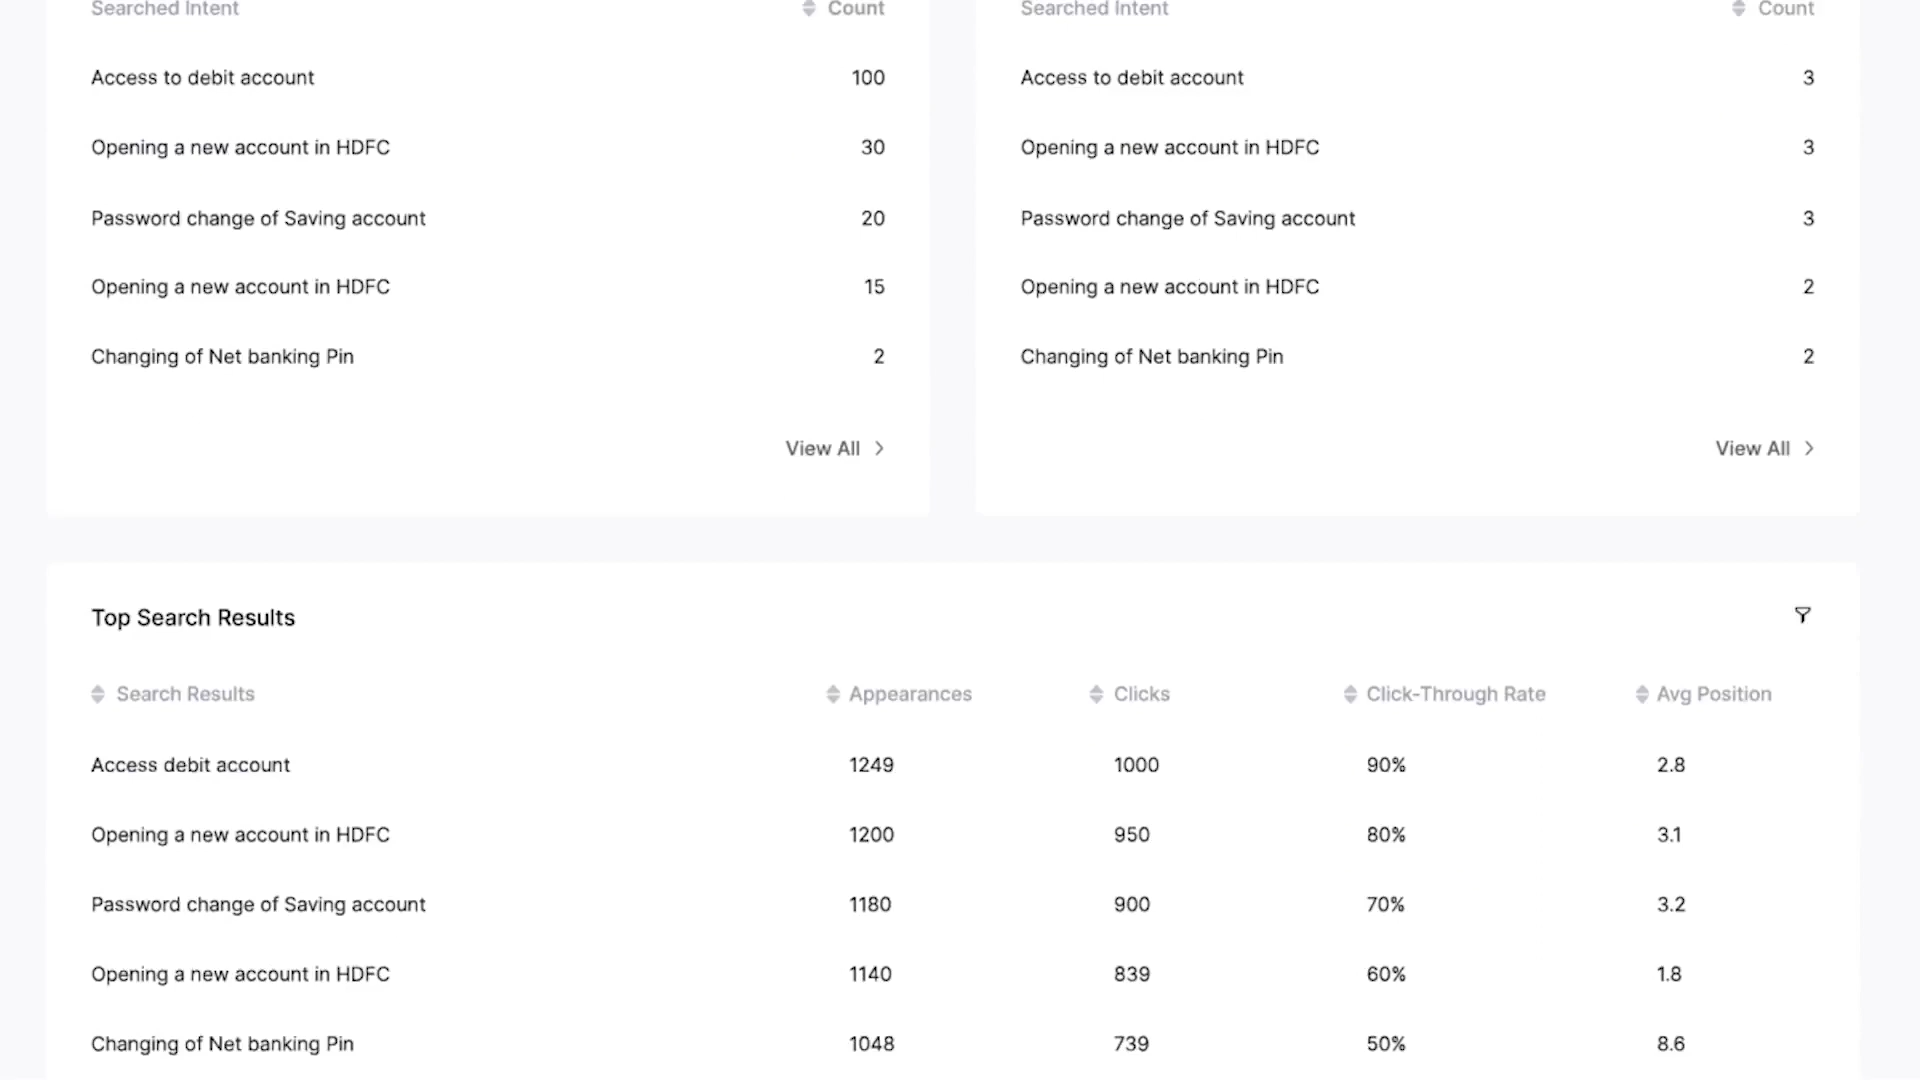 Searched Intent Count
Access to debit account 100
Opening a new account in HDFC 30
Password change of Saving account 20
Opening a new account in HDFC 15
Changing of Net banking Pin 2
View All
Searched Intent Count
Access to debit account 3
Opening a new account in HDFC 3
Password change of Saving account 3
Opening a new account in HDFC 2
Changing of Net banking Pin 2
View All
Top Search Results
Search Results Appearances Clicks Click-Through Rate Avg Position
Access debit account 1249 1000 90% 2.8
Opening a new account in HDFC 1200 950 80% 3.1
Password change of Saving account 1180 900 70% 3.2
Opening a new account in HDFC 1140 839 60% 1.8
Changing of Net banking Pin 1048 739 50% 8.6